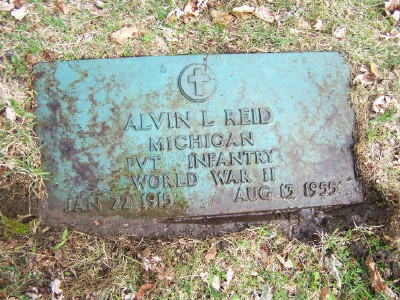 ALVIN L REID
MICHIGAN
PVT INFANTRY
WORLD WAR II
JAN 22 1915 AUG 13 1955